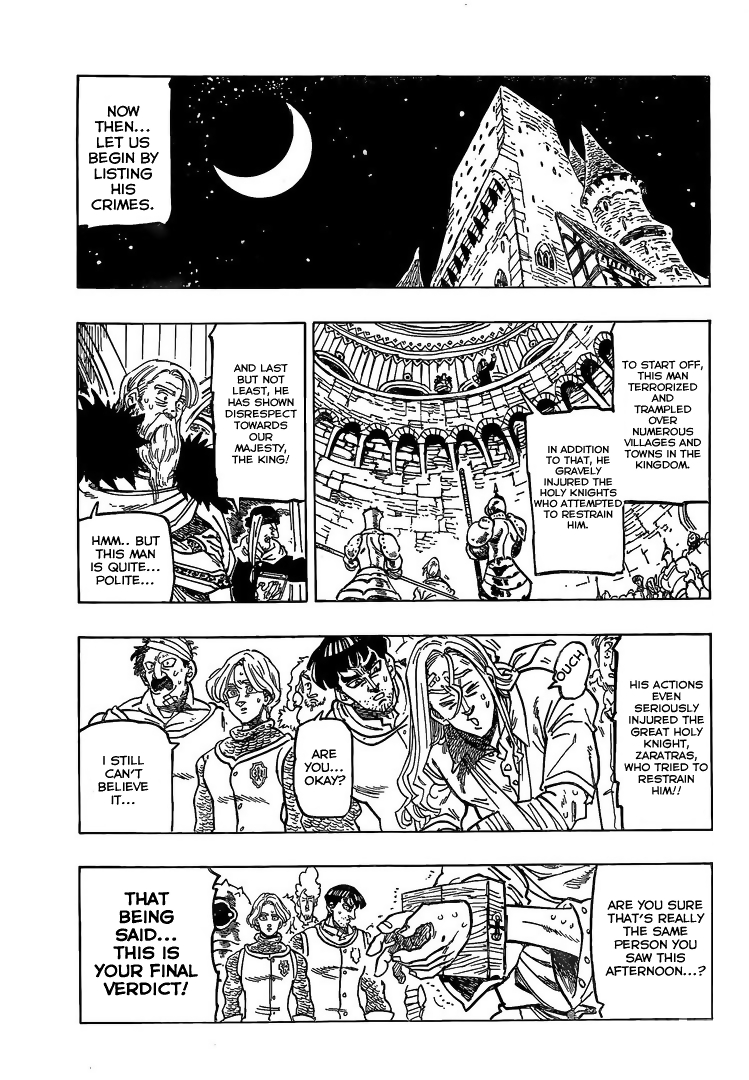 NOW
THEN...
LET US
BEGIN BY
LISTING
HIS
CRIMES.
TO START OFF,
THIS MAN
TERRORIZED
AND
TRAMPLED
OVER
NUMEROUS
VILLAGES AND
TOWNS IN THE
KINGDOM.
IN ADDITION
TO THAT, HE
GRAVELY
INJURED THE
HOLY KNIGHTS
WHO ATTEMPTED
TO RESTRAIN
HIM.
AND LAST
BUT NOT
LEAST, HE
HAS SHOWN
DISRESPECT
TOWARDS
OUR
MAJESTY,
THE KING!
HMM.. BUT
THIS MAN
IS QUITE...
POLITE...
HIS ACTIONS
EVEN
SERIOUSLY
INJURED THE
GREAT HOLY
KNIGHT,
ZARATRAS,
WHO TRIED TO
RESTRAIN
HIM!!
OUCH
ARE
YOU...
OKAY?
I STILL
CAN'T
BELIEVE
IT...
ARE YOU SURE
THAT'S REALLY
THE SAME
PERSON YOU
SAW THIS
AFTERNOON...?
THAT
BEING
SAID...
THIS IS
YOUR FINAL
VERDICT!